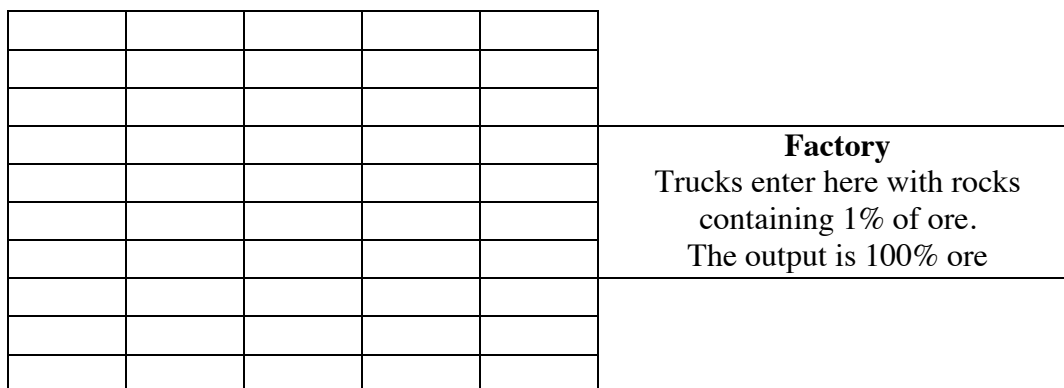 Factory
Trucks enter here with rocks
containing 1% of ore.
The output is 100% ore